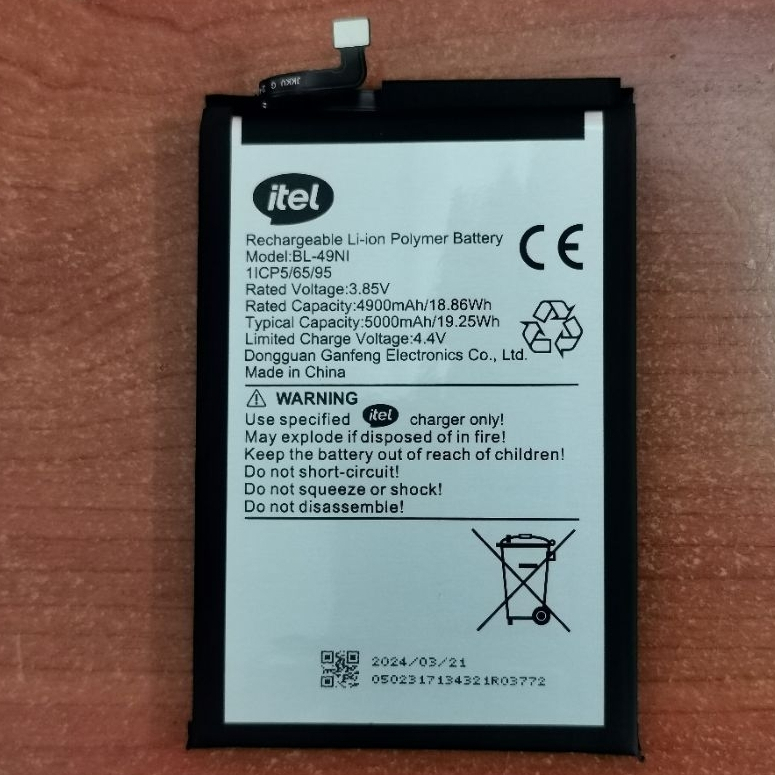 itel
Rechargeable Li-ion Polymer Battery
Model:BL-49NI
1ICP5/65/95
Rated Voltage:3.85V
Rated Capacity:4900mAh/18.86Wh
Typical Capacity:5000mAh/19.25Wh
Limited Charge Voltage:4.4V
Dongguan Ganfeng Electronics Co., Ltd.
Made in China
CE
WARNING
Use specified itel charger only!
May explode if disposed of in fire!
Keep the battery out of reach of children!
Do not short-circuit!
Do not squeeze or shock!
Do not disassemble!
2024/03/21
0502317134321R03772